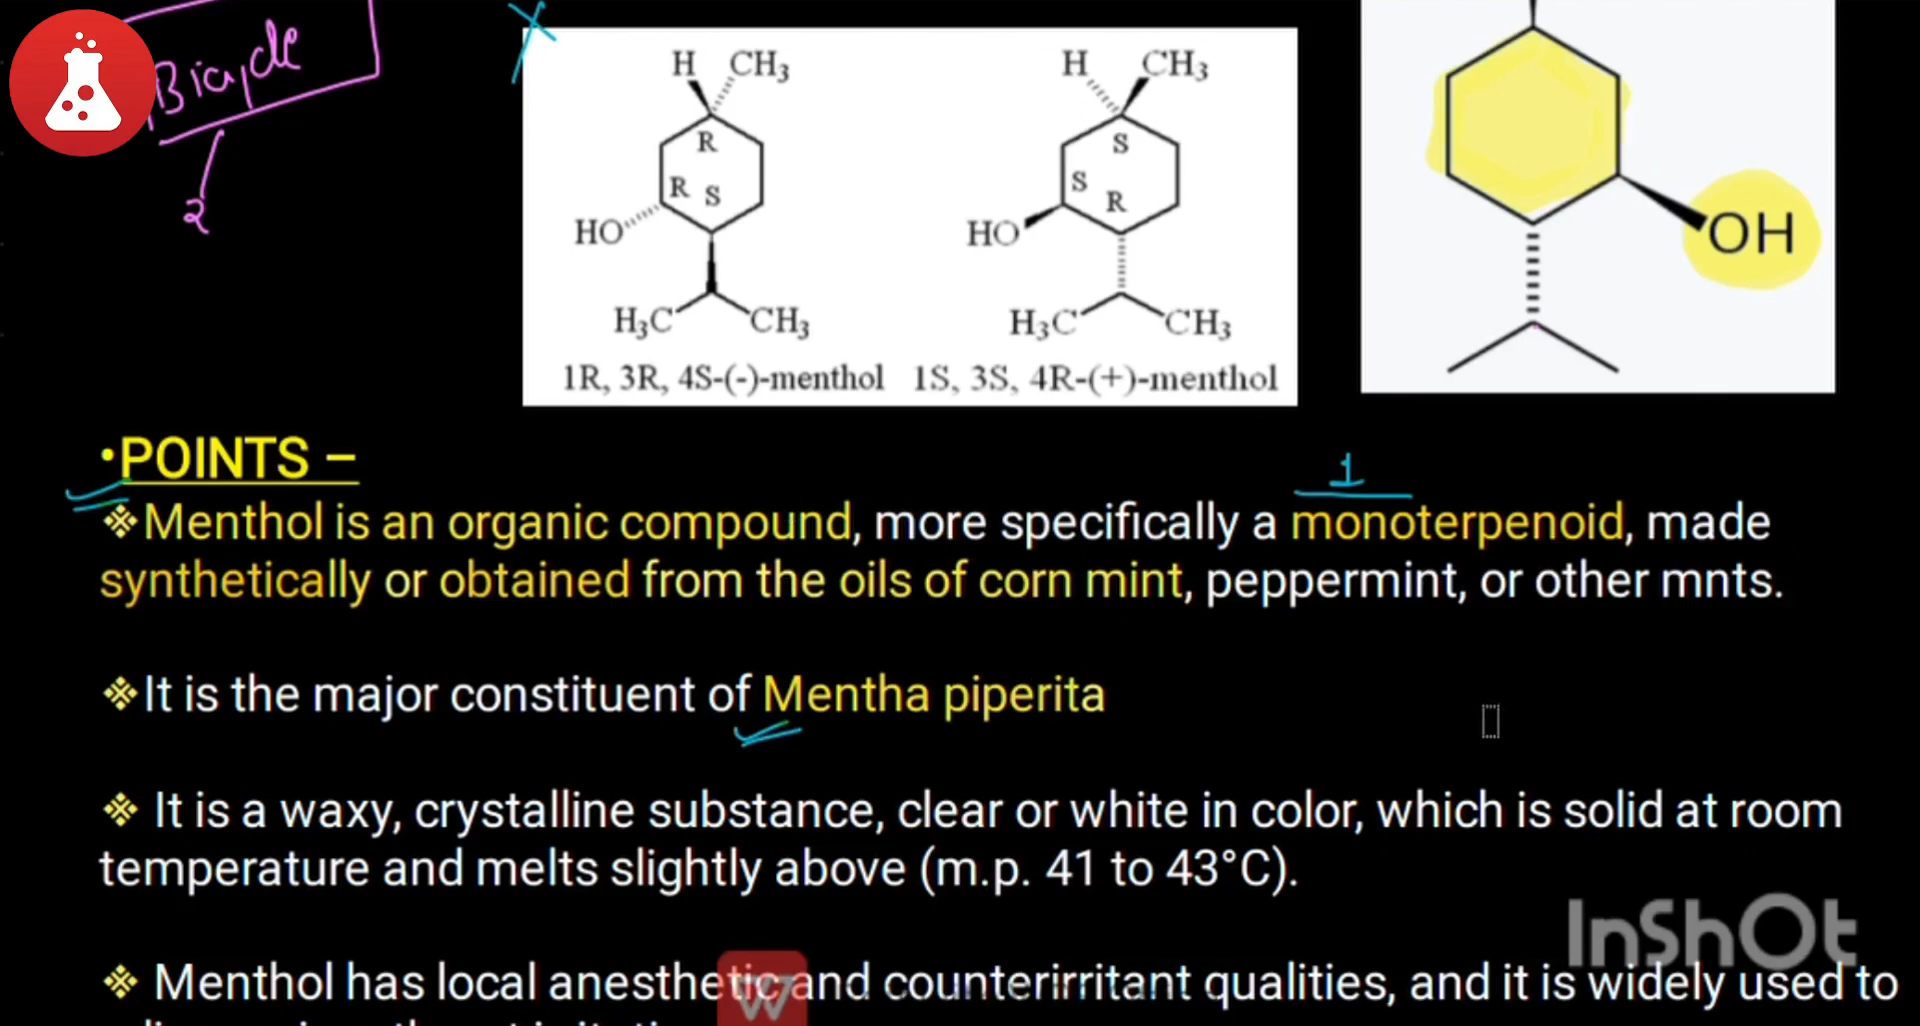 Bicycle
2
H CH3 H CH3
R S
R S S R
HO HO OH
H3C CH3 H3C CH3
1R, 3R, 4S-(-)-menthol 1S, 3S, 4R-(+)-menthol
•POINTS –
1
Menthol is an organic compound, more specifically a monoterpenoid, made
synthetically or obtained from the oils of corn mint, peppermint, or other mnts.
It is the major constituent of Mentha piperita
It is a waxy, crystalline substance, clear or white in color, which is solid at room
temperature and melts slightly above (m.p. 41 to 43°C).
InShOt
Menthol has local anesthetic and counterirritant qualities, and it is widely used to
W